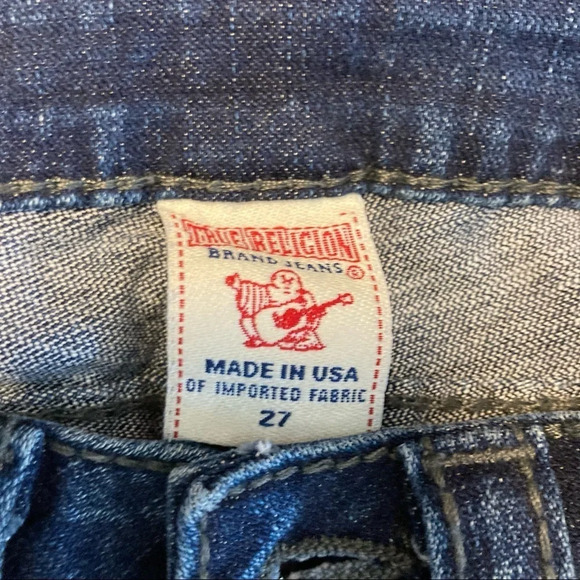 TRUE RELIGION
BRAND JEANS ®
MADE IN USA
OF IMPORTED FABRIC
27